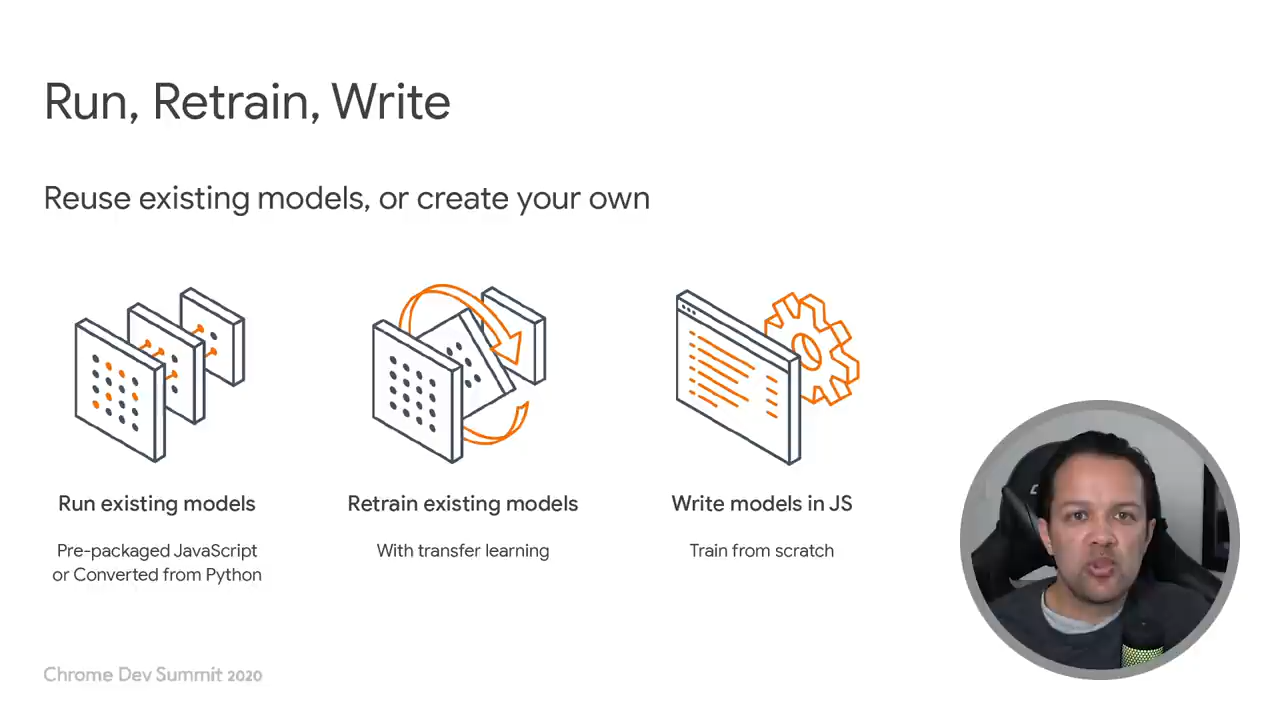 Run, Retrain, Write
Reuse existing models, or create your own
Run existing models
Pre-packaged JavaScript
or Converted from Python
Retrain existing models
With transfer learning
Write models in JS
Train from scratch
Chrome Dev Summit 2020